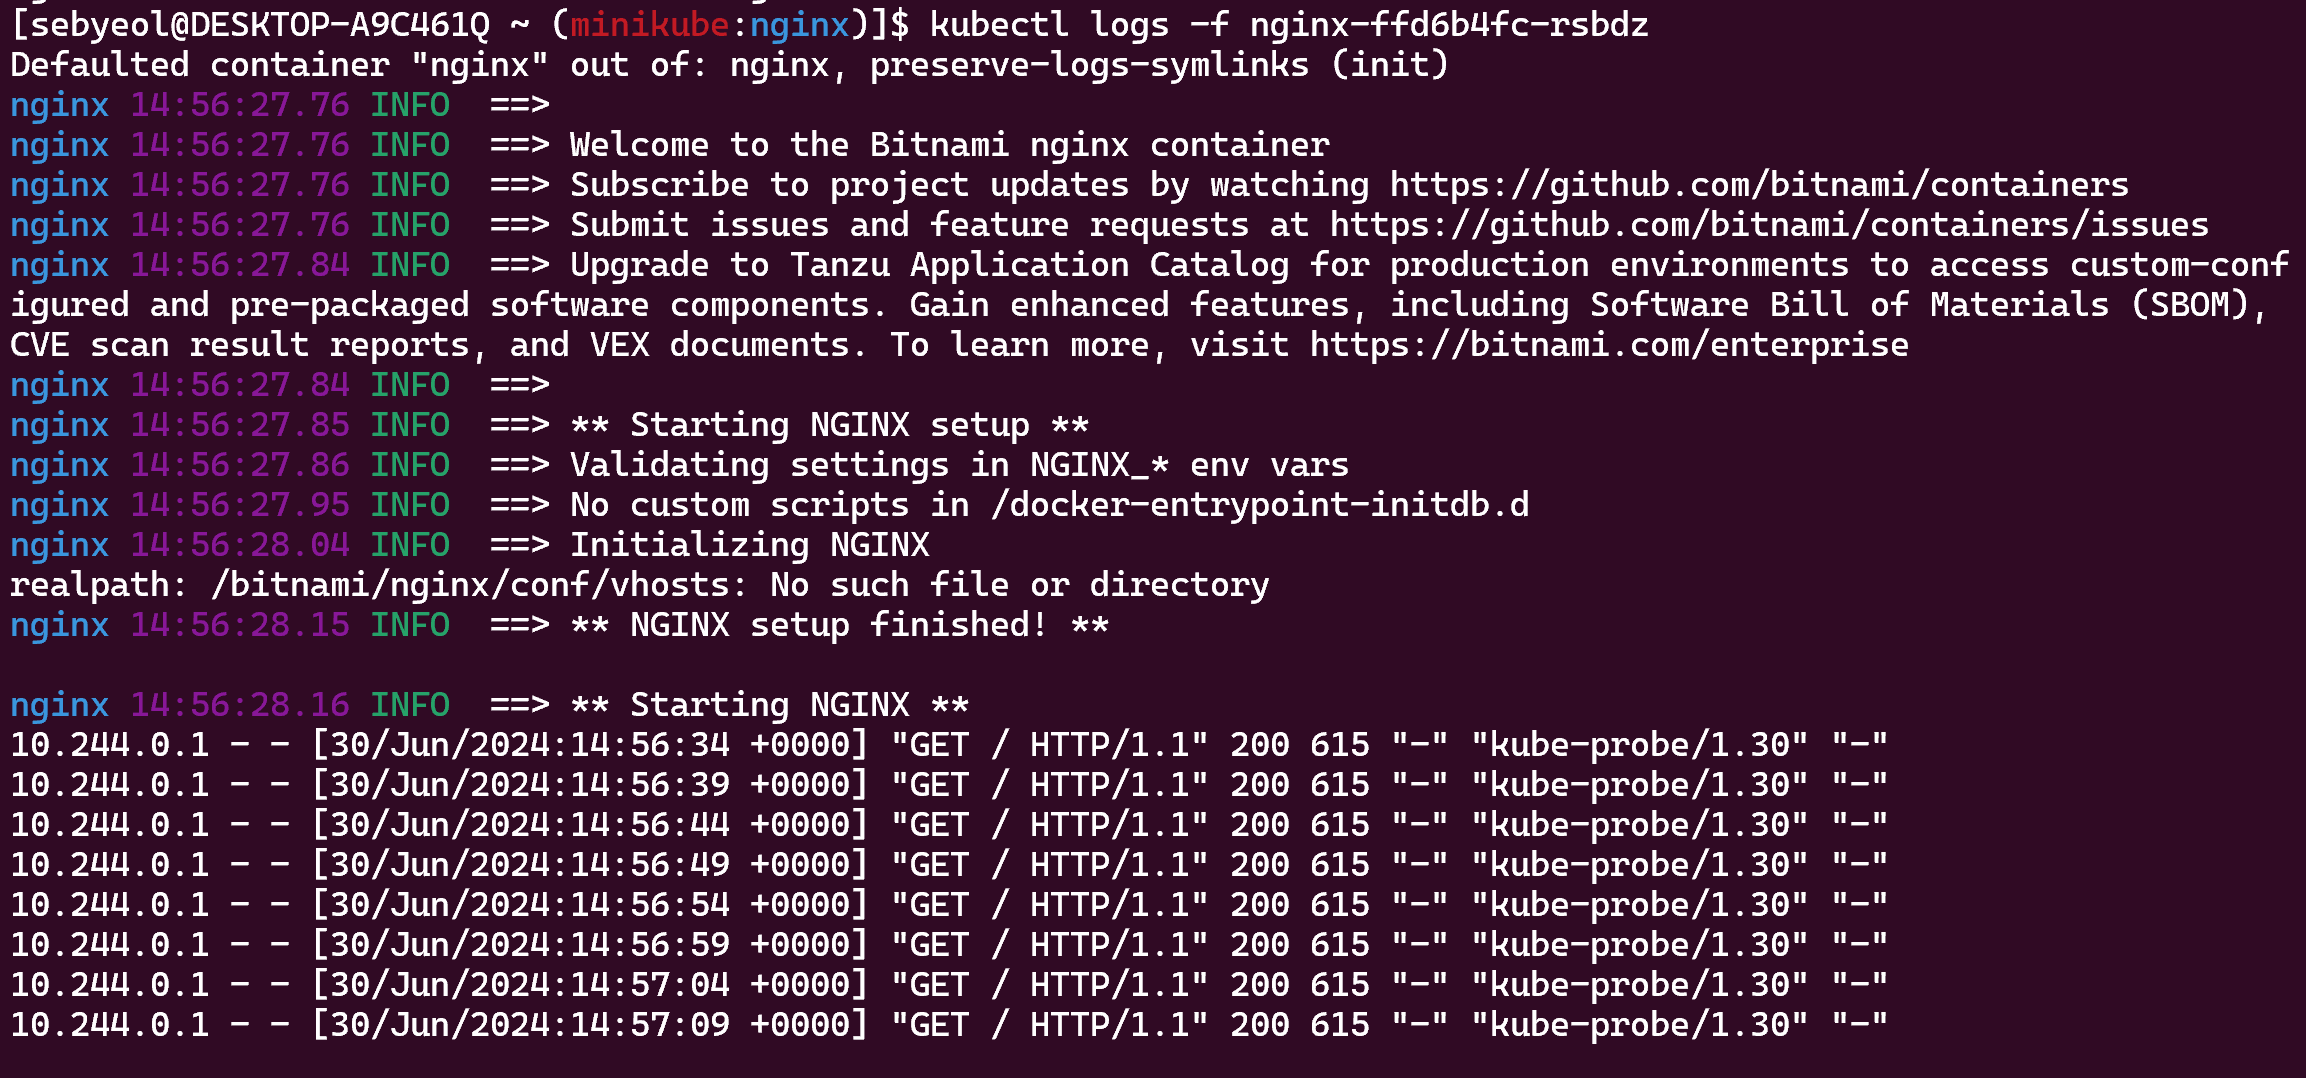 [sebyeol@DESKTOP-A9C461Q ~ (minikube:nginx)]$ kubectl logs -f nginx-ffd6b4fc-rsbdz
Defaulted container "nginx" out of: nginx, preserve-logs-symlinks (init)
nginx 14:56:27.76 INFO  ==>
nginx 14:56:27.76 INFO  ==> Welcome to the Bitnami nginx container
nginx 14:56:27.76 INFO  ==> Subscribe to project updates by watching https://github.com/bitnami/containers
nginx 14:56:27.76 INFO  ==> Submit issues and feature requests at https://github.com/bitnami/containers/issues
nginx 14:56:27.84 INFO  ==> Upgrade to Tanzu Application Catalog for production environments to access custom-conf
igured and pre-packaged software components. Gain enhanced features, including Software Bill of Materials (SBOM),
CVE scan result reports, and VEX documents. To learn more, visit https://bitnami.com/enterprise
nginx 14:56:27.84 INFO  ==>
nginx 14:56:27.85 INFO  ==> ** Starting NGINX setup **
nginx 14:56:27.86 INFO  ==> Validating settings in NGINX_* env vars
nginx 14:56:27.95 INFO  ==> No custom scripts in /docker-entrypoint-initdb.d
nginx 14:56:28.04 INFO  ==> Initializing NGINX
realpath: /bitnami/nginx/conf/vhosts: No such file or directory
nginx 14:56:28.15 INFO  ==> ** NGINX setup finished! **
nginx 14:56:28.16 INFO  ==> ** Starting NGINX **
10.244.0.1 - - [30/Jun/2024:14:56:34 +0000] "GET / HTTP/1.1" 200 615 "-" "kube-probe/1.30" "-"
10.244.0.1 - - [30/Jun/2024:14:56:39 +0000] "GET / HTTP/1.1" 200 615 "-" "kube-probe/1.30" "-"
10.244.0.1 - - [30/Jun/2024:14:56:44 +0000] "GET / HTTP/1.1" 200 615 "-" "kube-probe/1.30" "-"
10.244.0.1 - - [30/Jun/2024:14:56:49 +0000] "GET / HTTP/1.1" 200 615 "-" "kube-probe/1.30" "-"
10.244.0.1 - - [30/Jun/2024:14:56:54 +0000] "GET / HTTP/1.1" 200 615 "-" "kube-probe/1.30" "-"
10.244.0.1 - - [30/Jun/2024:14:56:59 +0000] "GET / HTTP/1.1" 200 615 "-" "kube-probe/1.30" "-"
10.244.0.1 - - [30/Jun/2024:14:57:04 +0000] "GET / HTTP/1.1" 200 615 "-" "kube-probe/1.30" "-"
10.244.0.1 - - [30/Jun/2024:14:57:09 +0000] "GET / HTTP/1.1" 200 615 "-" "kube-probe/1.30" "-"